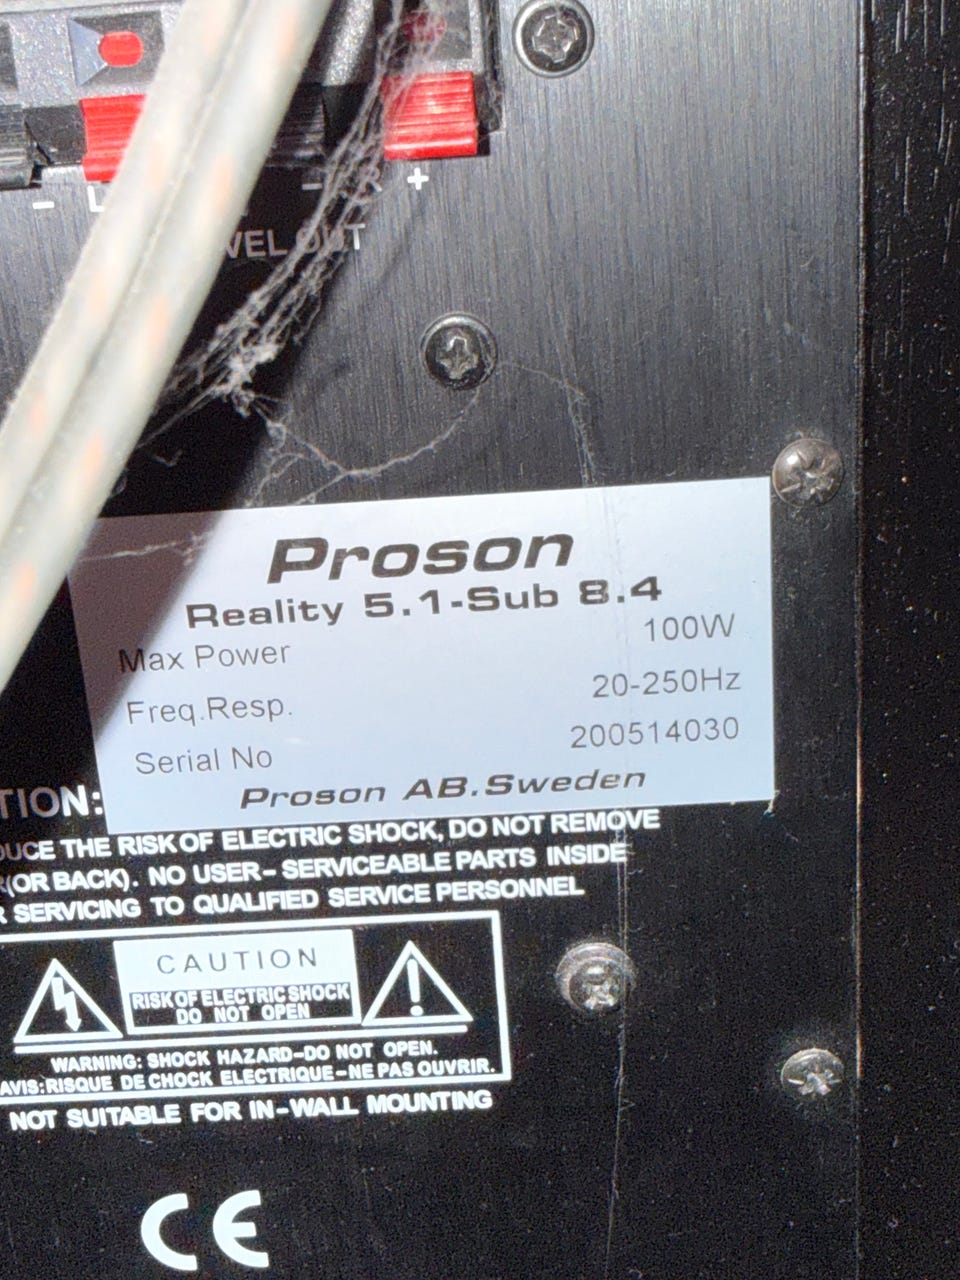 − +
VEL OUT
Proson
Reality 5.1-Sub 8.4
Max Power 100W
Freq.Resp. 20-250Hz
Serial No 200514030
Proson AB.Sweden
TION:
DUCE THE RISK OF ELECTRIC SHOCK, DO NOT REMOVE
(OR BACK). NO USER-SERVICEABLE PARTS INSIDE
R SERVICING TO QUALIFIED SERVICE PERSONNEL
CAUTION
RISK OF ELECTRIC SHOCK
DO NOT OPEN
WARNING: SHOCK HAZARD-DO NOT OPEN.
AVIS:RISQUE DE CHOCK ELECTRIQUE-NE PAS OUVRIR.
NOT SUITABLE FOR IN-WALL MOUNTING
CE